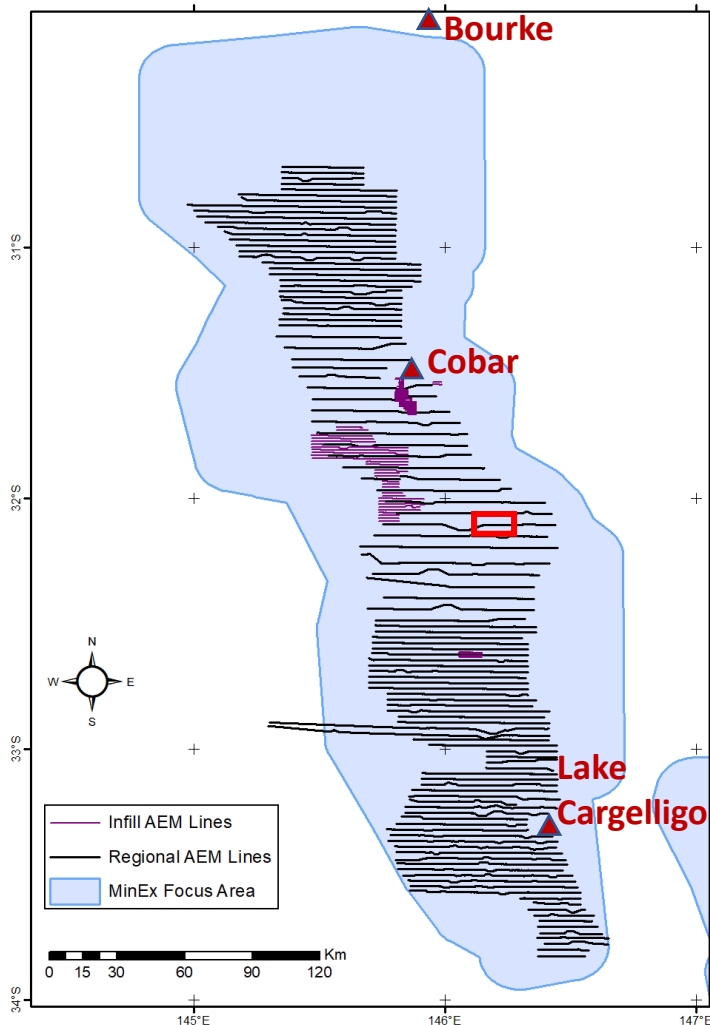 Bourke
31°S
Cobar
32°S
N
W E
S
33°S
Lake
Cargelligo
Infill AEM Lines
Regional AEM Lines
MinEx Focus Area
Km
0 15 30 60 90 120
34°S
145°E 146°E 147°E